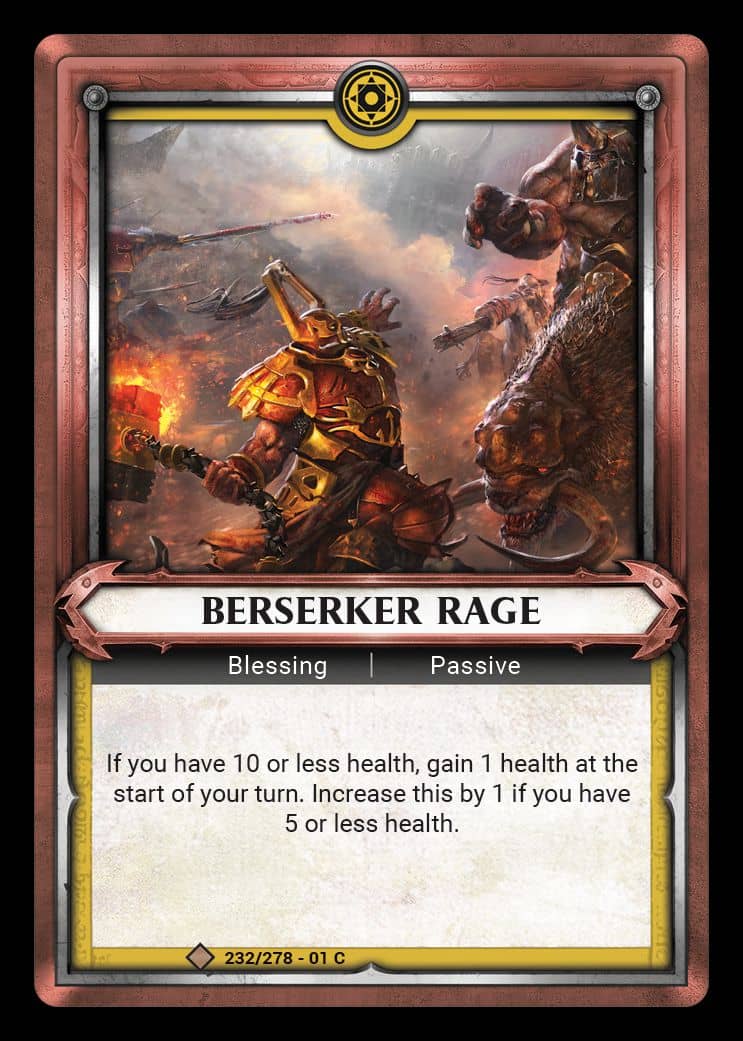 BERSERKER RAGE
Blessing | Passive
If you have 10 or less health, gain 1 health at the
start of your turn. Increase this by 1 if you have
5 or less health.
232/278 - 01 C